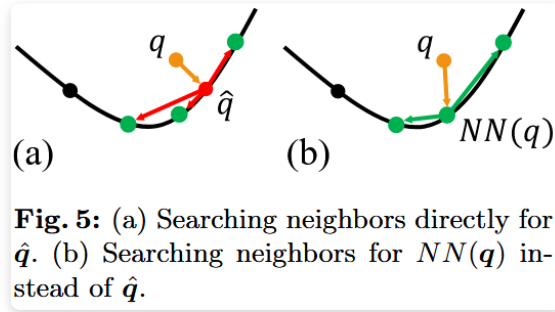 q
q̂
(a)
q
NN(q)
(b)
Fig. 5: (a) Searching neighbors directly for
q̂. (b) Searching neighbors for NN(q) in-
stead of q̂.